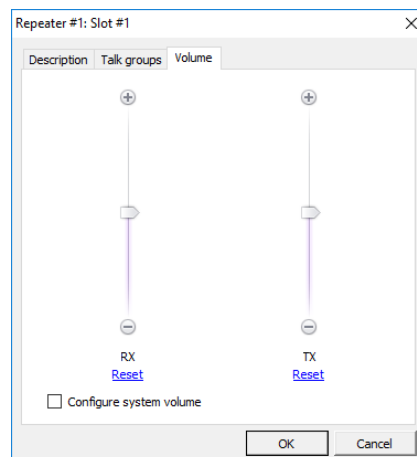 Repeater #1: Slot #1
Description Talk groups Volume
RX TX
Reset Reset
Configure system volume
OK Cancel